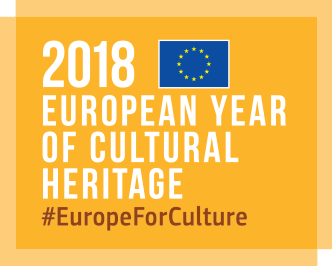 2018
EUROPEAN YEAR
OF CULTURAL
HERITAGE
#EuropeForCulture